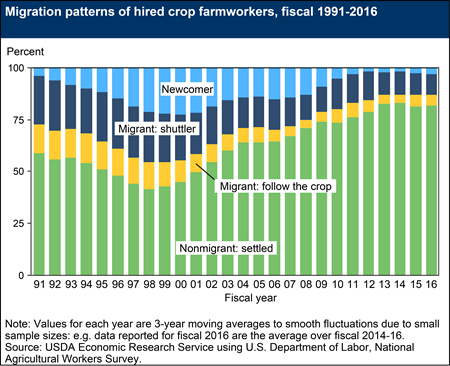 Migration patterns of hired crop farmworkers, fiscal 1991-2016
Percent
100
75
50
25
0
Newcomer
Migrant: shuttler
Migrant: follow the crop
Nonmigrant: settled
91 92 93 94 95 96 97 98 99 00 01 02 03 04 05 06 07 08 09 10 11 12 13 14 15 16
Fiscal year
Note: Values for each year are 3-year moving averages to smooth fluctuations due to small
sample sizes: e.g. data reported for fiscal 2016 are the average over fiscal 2014-16.
Source: USDA Economic Research Service using U.S. Department of Labor, National
Agricultural Workers Survey.